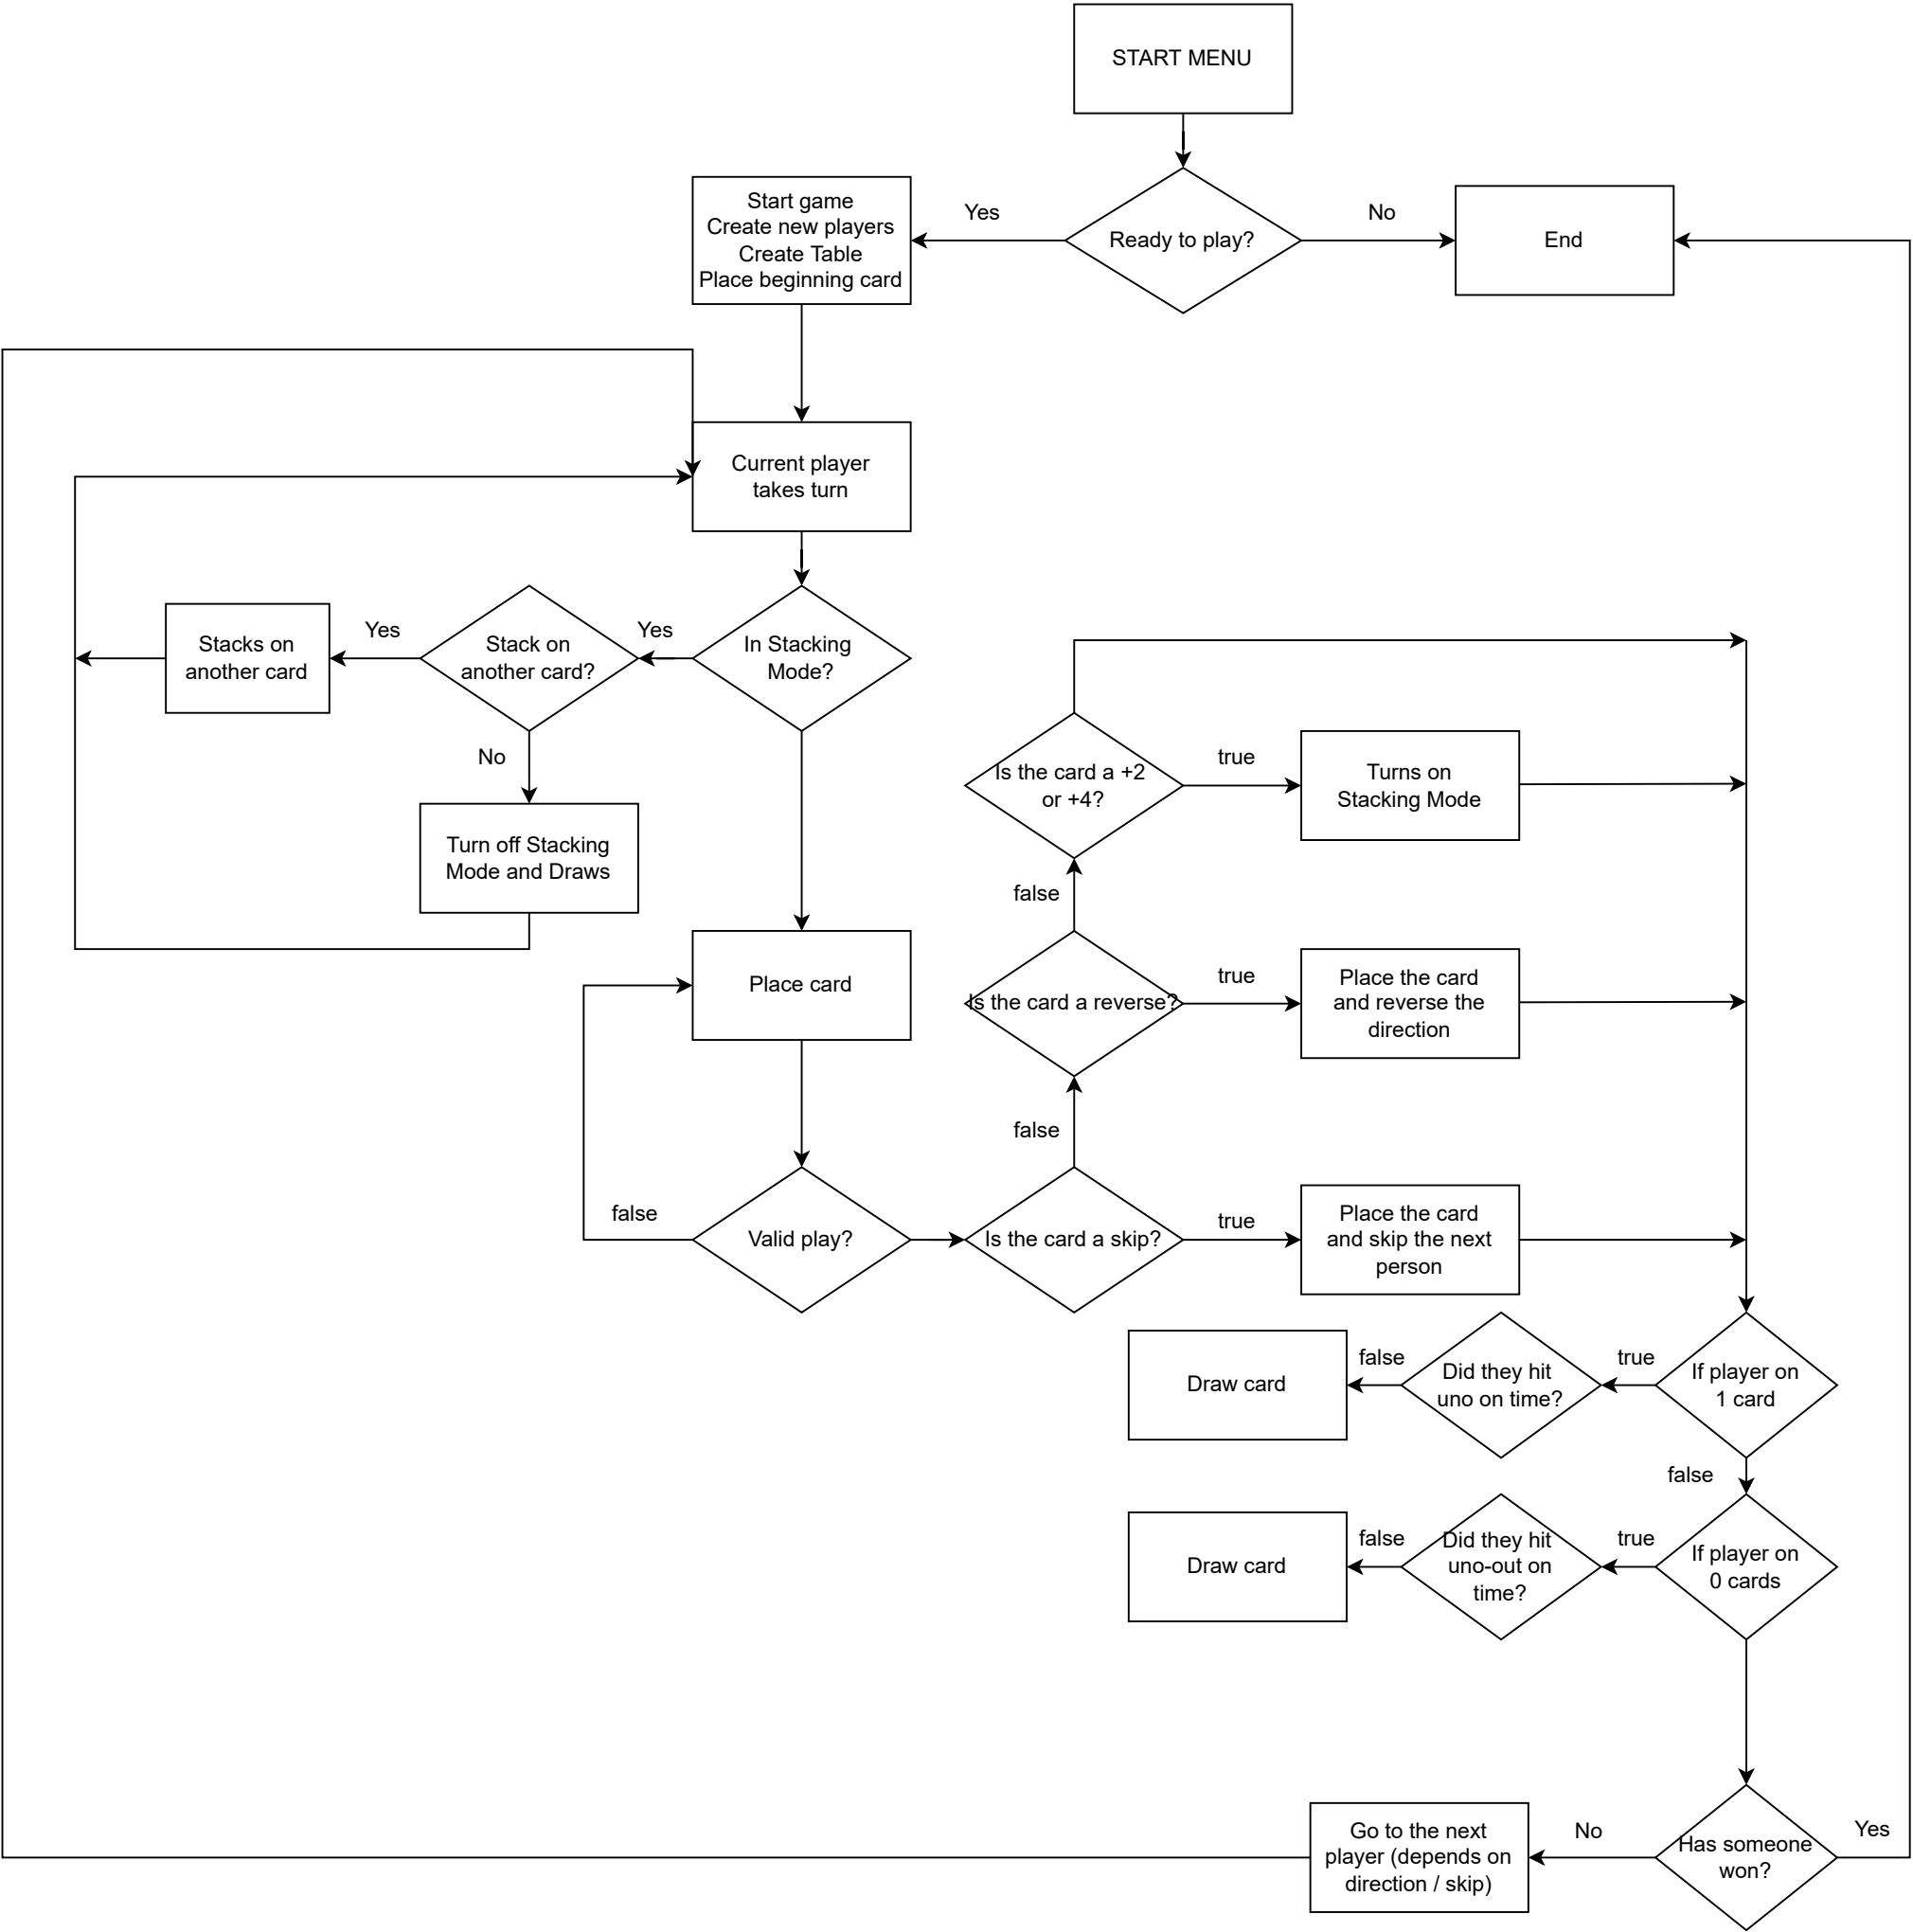 START MENU
Ready to play?
Yes
No
Start game
Create new players
Create Table
Place beginning card
End
Current player
takes turn
In Stacking
Mode?
Yes
Stack on
another card?
Yes
Stacks on
another card
No
Turn off Stacking
Mode and Draws
Place card
Valid play?
false
Is the card a skip?
true
Place the card
and skip the next
person
false
Is the card a reverse?
true
Place the card
and reverse the
direction
false
Is the card a +2
or +4?
true
Turns on
Stacking Mode
If player on
1 card
true
Did they hit
uno on time?
false
Draw card
false
If player on
0 cards
true
Did they hit
uno-out on
time?
false
Draw card
Has someone
won?
Yes
No
Go to the next
player (depends on
direction / skip)